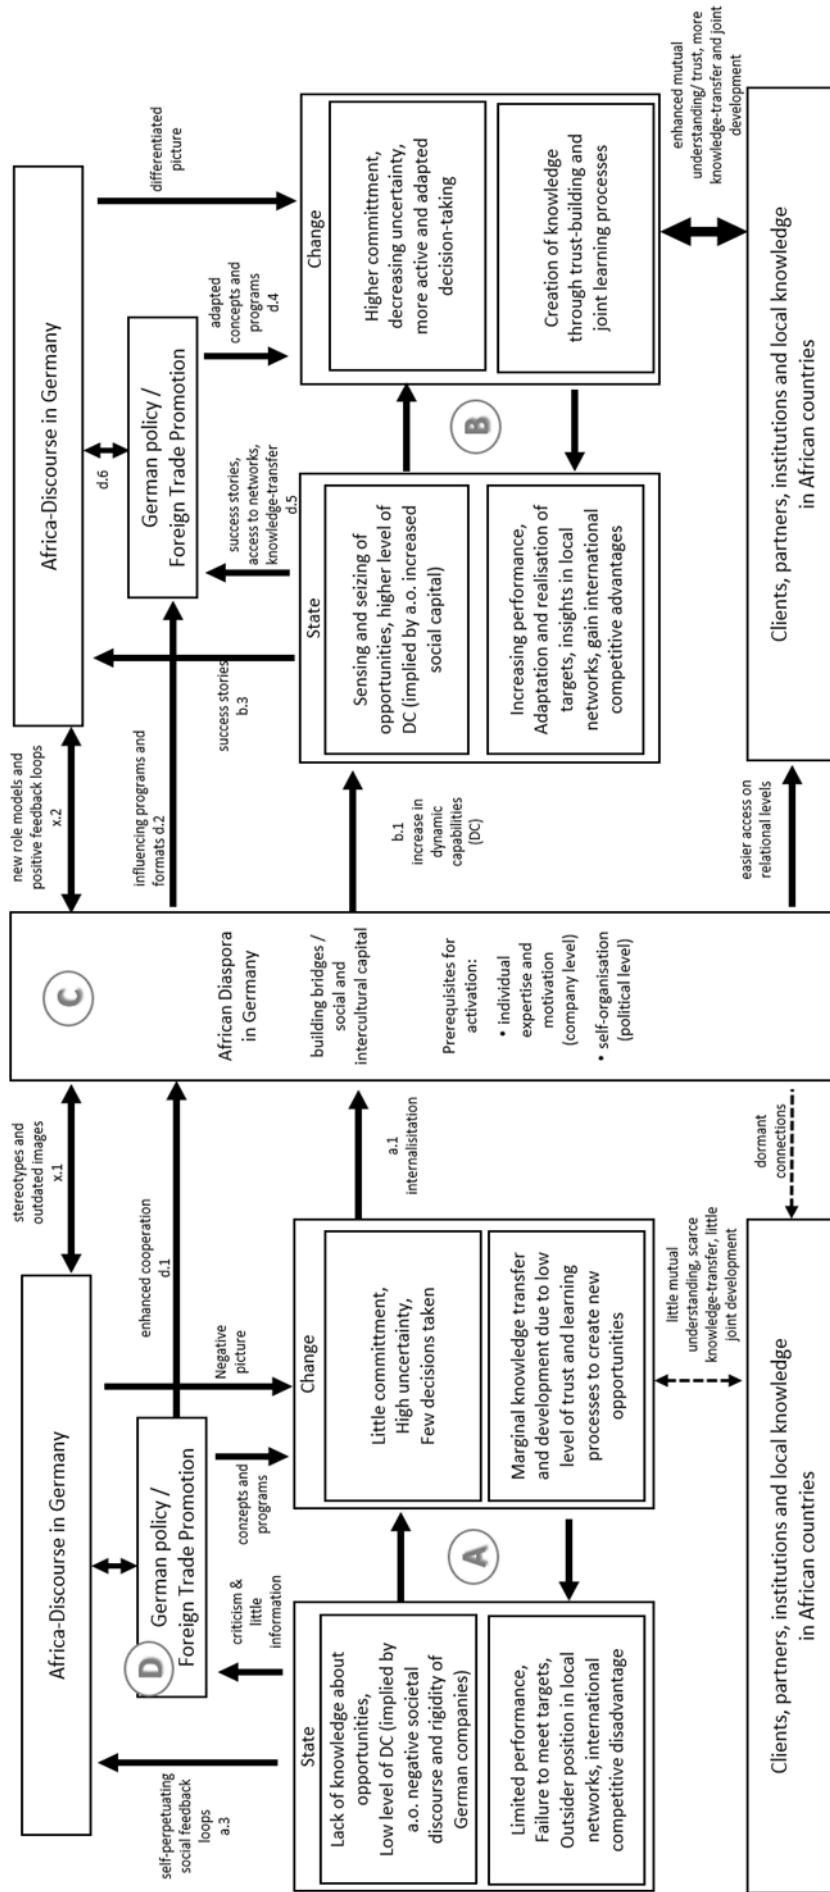 Africa-Discourse in Germany
stereotypes and
outdated images
x.1
new role models and
positive feedback loops
x.2
Africa-Discourse in Germany
self-perpetuating
social feedback
loops
a.3
D
German policy /
Foreign Trade Promotion
criticism &
little
information
conzepts and
programs
Negative
picture
enhanced cooperation
d.1
State
Lack of knowledge about
opportunities,
Low level of DC (implied by
a.o. negative societal
discourse and rigidity of
German companies)
Limited performance,
Failure to meet targets,
Outsider position in local
networks, international
competitive disadvantage
A
Change
Little committment,
High uncertainty,
Few decisions taken
Marginal knowledge transfer
and development due to low
level of trust and learning
processes to create new
opportunities
a.1
internalisitation
little mutual
understanding, scarce
knowledge-transfer, little
joint development
dormant
connections
Clients, partners, institutions and local knowledge
in African countries
C
African Diaspora
in Germany
building bridges /
social and
intercultural capital
Prerequisites for
activation:
• individual
expertise and
motivation
(company level)
• self-organisation
(political level)
influencing programs and
formats d.2
success stories
b.3
d.6
German policy /
Foreign Trade Promotion
success stories,
access to networks,
knowledge-transfer
d.5
adapted
concepts and
programs
d.4
differentiated
picture
b.1
increase in
dynamic
capabilities
(DC)
State
Sensing and seizing of
opportunities, higher level of
DC (implied by a.o. increased
social capital)
Increasing performance,
Adaptation and realisation of
targets, insights in local
networks, gain international
competitive advantages
B
Change
Higher commitment,
decreasing uncertainty,
more active and adapted
decision-taking
Creation of knowledge
through trust-building and
joint learning processes
easier access on
relational levels
enhanced mutual
understanding/ trust, more
knowledge-transfer and joint
development
Clients, partners, institutions and local knowledge
in African countries